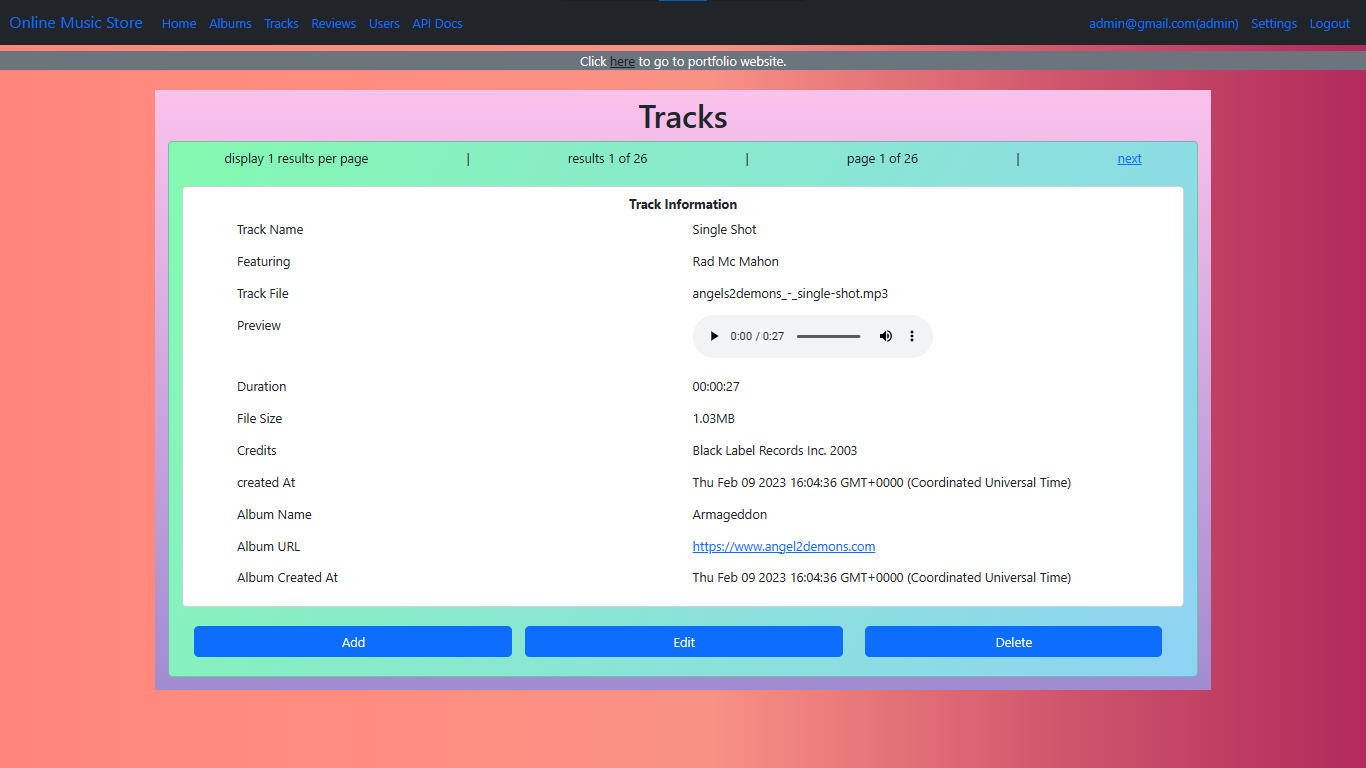 Online Music Store Home Albums Tracks Reviews Users API Docs admin@gmail.com(admin) Settings Logout
Click here to go to portfolio website.
Tracks
display 1 results per page | results 1 of 26 | page 1 of 26 | next
Track Information
Track Name Single Shot
Featuring Rad Mc Mahon
Track File angels2demons_-_single-shot.mp3
Preview 0:00 / 0:27
Duration 00:00:27
File Size 1.03MB
Credits Black Label Records Inc. 2003
created At Thu Feb 09 2023 16:04:36 GMT+0000 (Coordinated Universal Time)
Album Name Armageddon
Album URL https://www.angel2demons.com
Album Created At Thu Feb 09 2023 16:04:36 GMT+0000 (Coordinated Universal Time)
Add Edit Delete